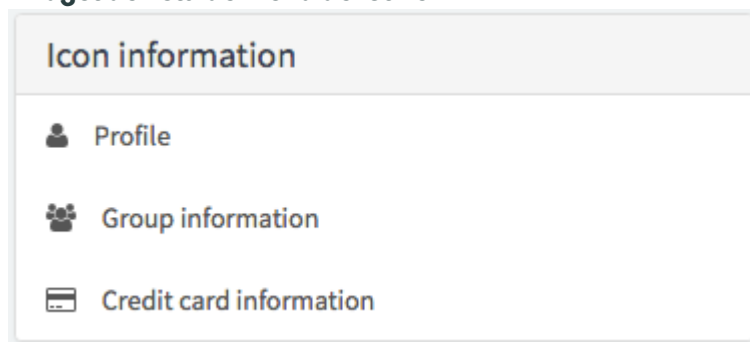 Icon information
Profile
Group information
Credit card information